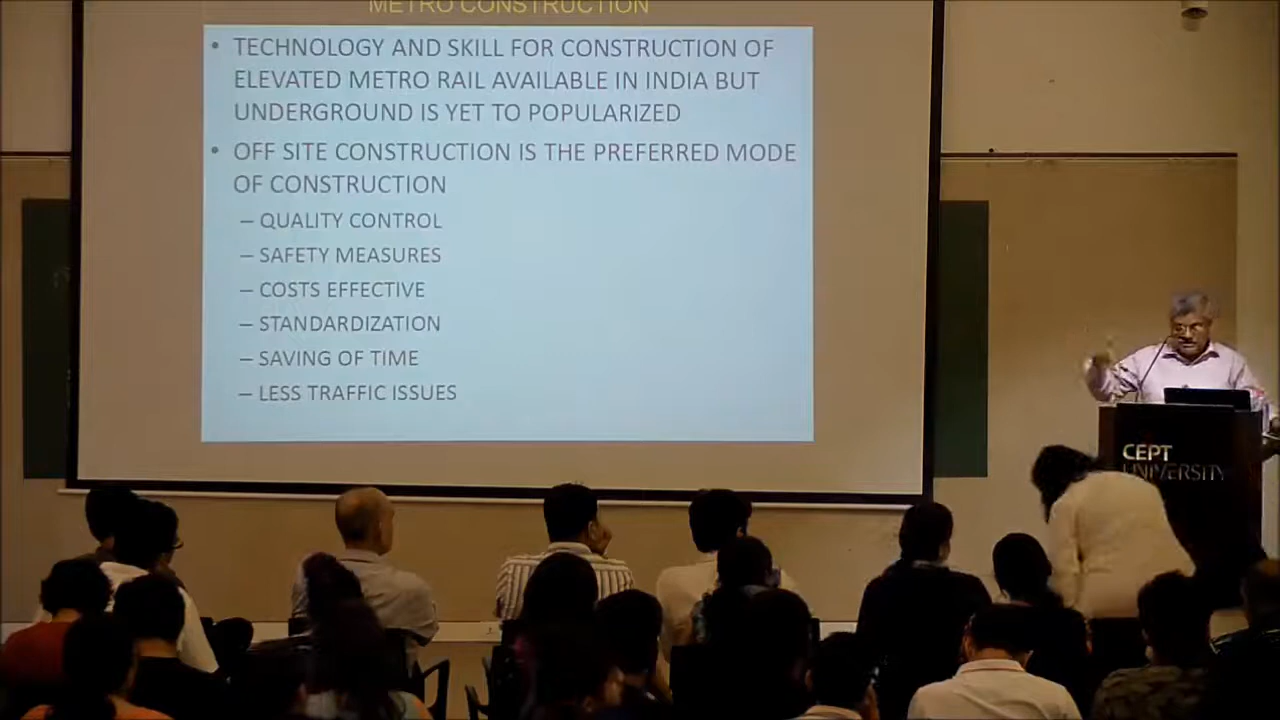 METRO CONSTRUCTION
• TECHNOLOGY AND SKILL FOR CONSTRUCTION OF
ELEVATED METRO RAIL AVAILABLE IN INDIA BUT
UNDERGROUND IS YET TO POPULARIZED
• OFF SITE CONSTRUCTION IS THE PREFERRED MODE
OF CONSTRUCTION
– QUALITY CONTROL
– SAFETY MEASURES
– COSTS EFFECTIVE
– STANDARDIZATION
– SAVING OF TIME
– LESS TRAFFIC ISSUES
CEPT
UNIVERSITY